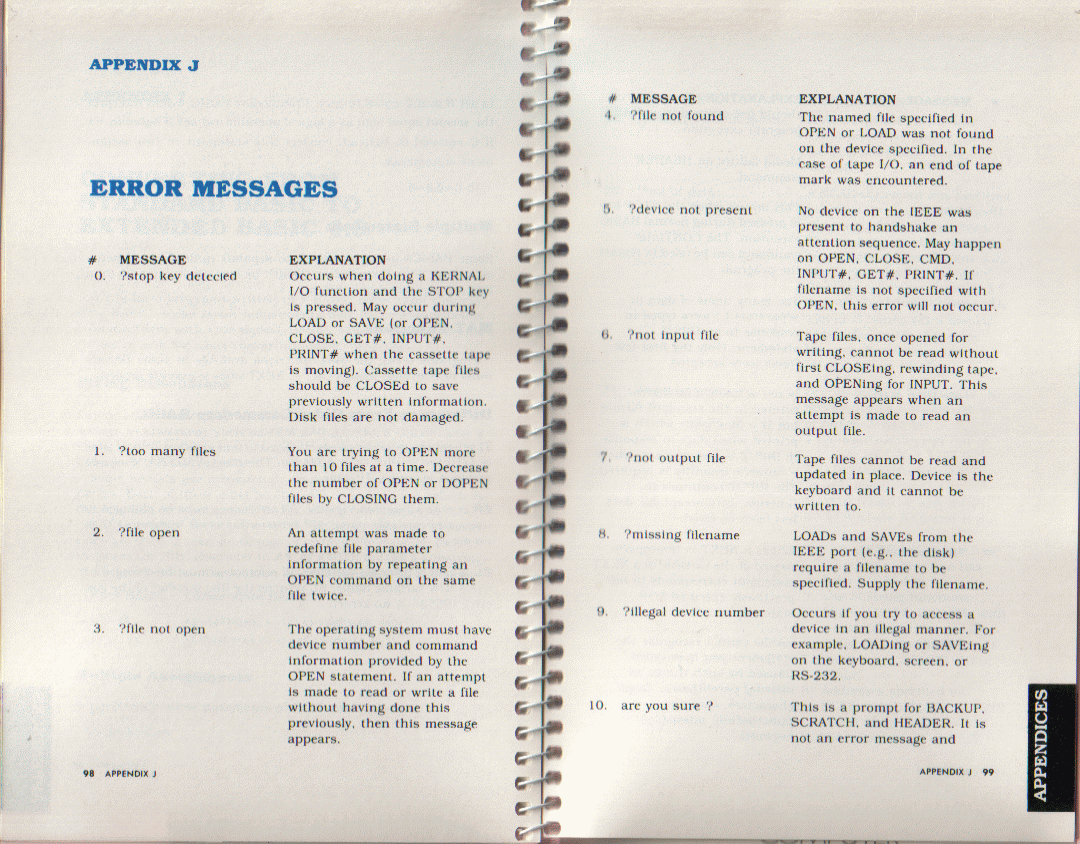 APPENDIX J
ERROR MESSAGES
# MESSAGE EXPLANATION
0. ?stop key detected Occurs when doing a KERNAL
I/O function and the STOP key
is pressed. May occur during
LOAD or SAVE (or OPEN,
CLOSE, GET#, INPUT#,
PRINT# when the cassette tape
is moving). Cassette tape files
should be CLOSEd to save
previously written information.
Disk files are not damaged.
1. ?too many files You are trying to OPEN more
than 10 files at a time. Decrease
the number of OPEN or DOPEN
files by CLOSING them.
2. ?file open An attempt was made to
redefine file parameter
information by repeating an
OPEN command on the same
file twice.
3. ?file not open The operating system must have
device number and command
information provided by the
OPEN statement. If an attempt
is made to read or write a file
without having done this
previously, then this message
appears.
98 APPENDIX J
# MESSAGE EXPLANATION
4. ?file not found The named file specified in
OPEN or LOAD was not found
on the device specified. In the
case of tape I/O, an end of tape
mark was encountered.
5. ?device not present No device on the IEEE was
present to handshake an
attention sequence. May happen
on OPEN, CLOSE, CMD,
INPUT#, GET#, PRINT#. If
filename is not specified with
OPEN, this error will not occur.
6. ?not input file Tape files, once opened for
writing, cannot be read without
first CLOSEing, rewinding tape,
and OPENing for INPUT. This
message appears when an
attempt is made to read an
output file.
7. ?not output file Tape files cannot be read and
updated in place. Device is the
keyboard and it cannot be
written to.
8. ?missing filename LOADs and SAVEs from the
IEEE port (e.g., the disk)
require a filename to be
specified. Supply the filename.
9. ?illegal device number Occurs if you try to access a
device in an illegal manner. For
example, LOADing or SAVEing
on the keyboard, screen, or
RS-232.
10. are you sure ? This is a prompt for BACKUP,
SCRATCH, and HEADER. It is
not an error message and
APPENDIX J 99
APPENDICES